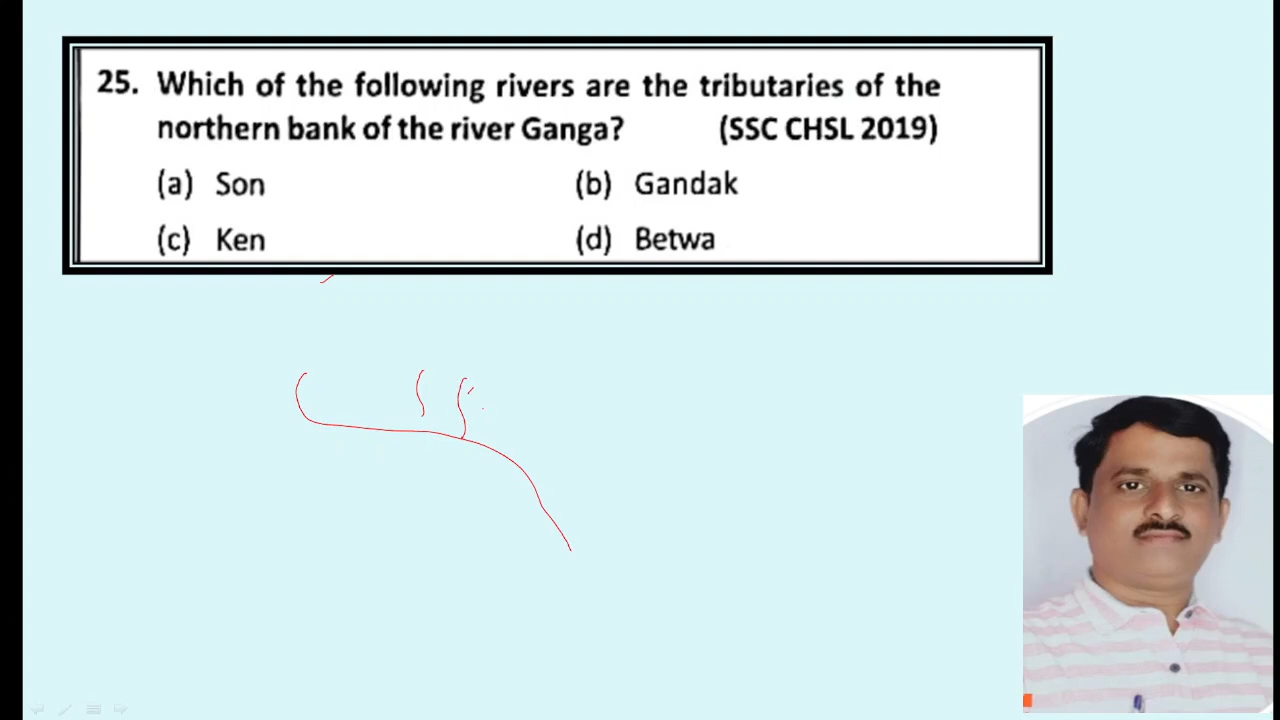 25. Which of the following rivers are the tributaries of the
northern bank of the river Ganga? (SSC CHSL 2019)
(a) Son (b) Gandak
(c) Ken (d) Betwa